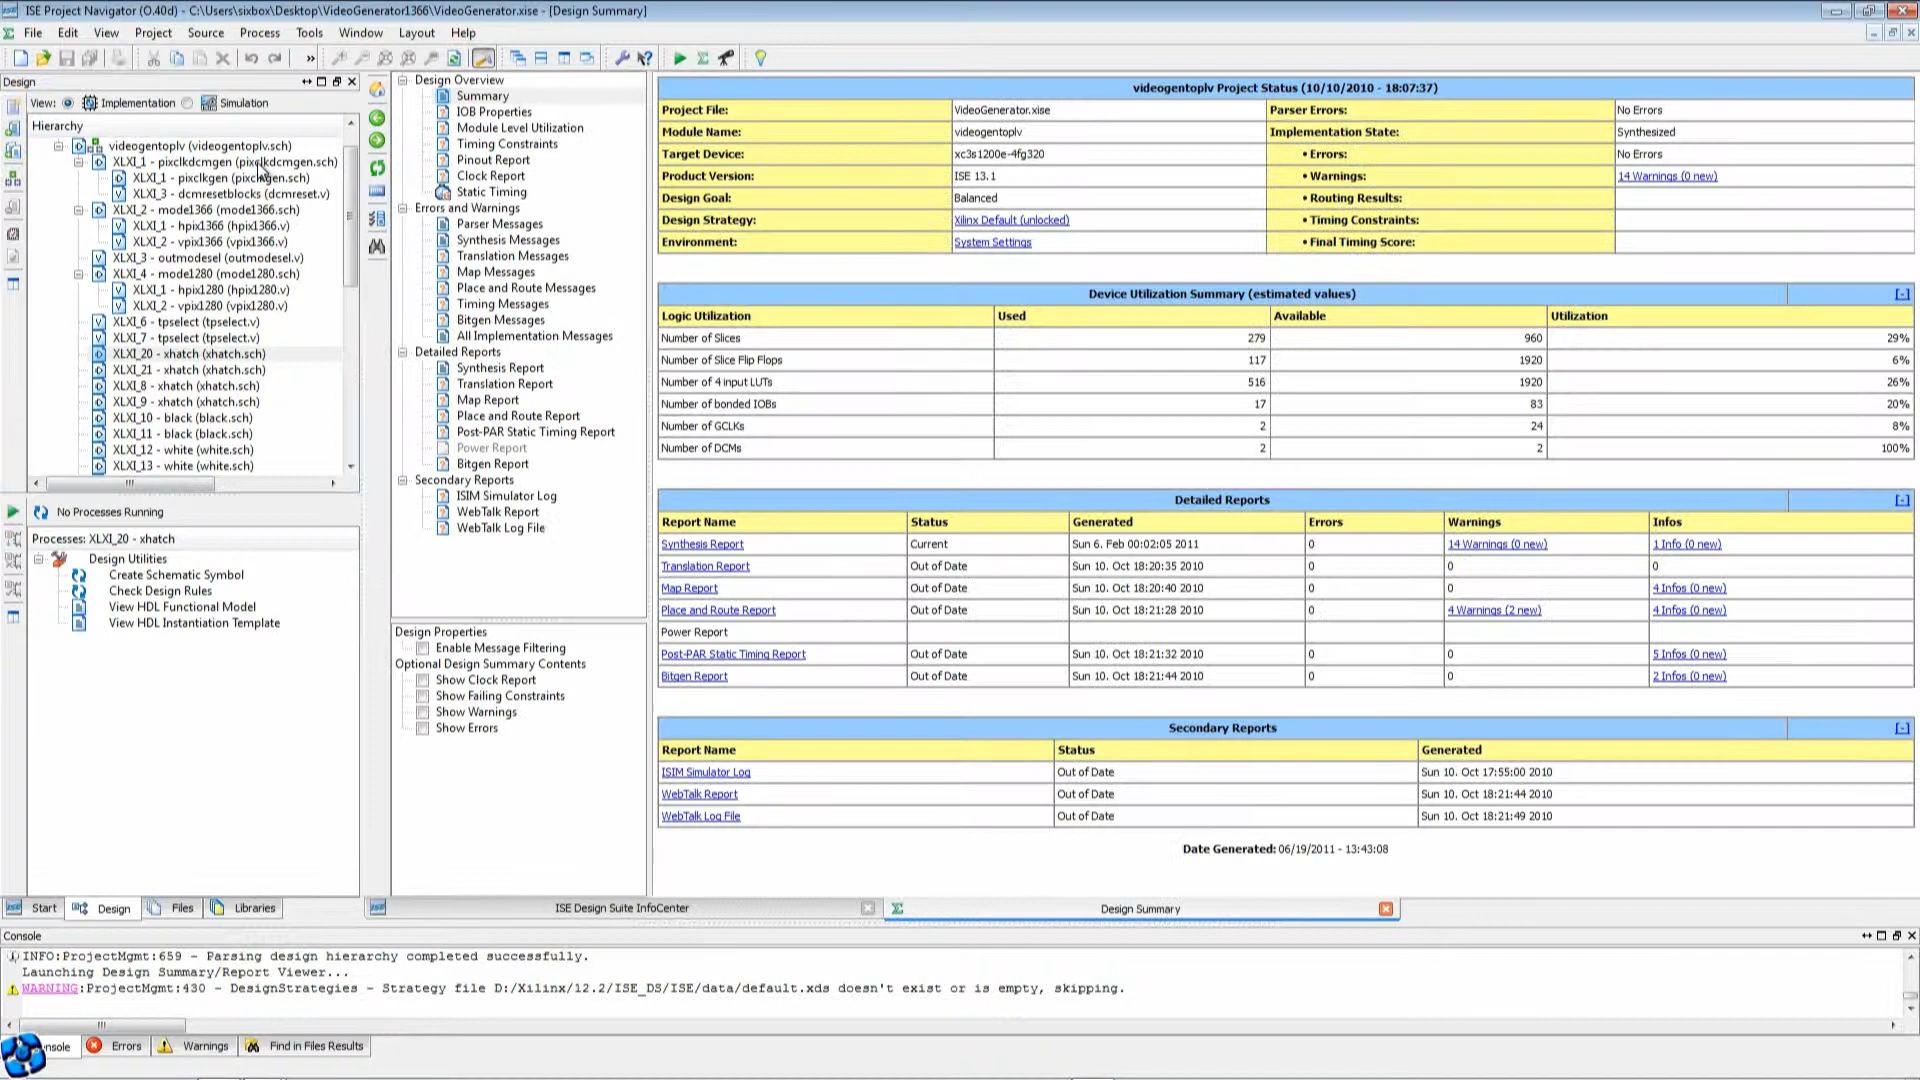 ISE Project Navigator (O.40d) - C:\Users\sixbox\Desktop\VideoGenerator1366\VideoGenerator.xise - [Design Summary]
File Edit View Project Source Process Tools Window Layout Help
Design
View: Implementation Simulation
Hierarchy
videogentoplv (videogentoplv.sch)
XLXI_1 - pixclkdcmgen (pixclkdcmgen.sch)
XLXI_1 - pixclkgen (pixclkgen.sch)
XLXI_3 - dcmresetblocks (dcmreset.v)
XLXI_2 - mode1366 (mode1366.sch)
XLXI_1 - hpix1366 (hpix1366.v)
XLXI_2 - vpix1366 (vpix1366.v)
XLXI_3 - outmodesel (outmodesel.v)
XLXI_4 - mode1280 (mode1280.sch)
XLXI_1 - hpix1280 (hpix1280.v)
XLXI_2 - vpix1280 (vpix1280.v)
XLXI_6 - tpselect (tpselect.v)
XLXI_7 - tpselect (tpselect.v)
XLXI_20 - xhatch (xhatch.sch)
XLXI_21 - xhatch (xhatch.sch)
XLXI_8 - xhatch (xhatch.sch)
XLXI_9 - xhatch (xhatch.sch)
XLXI_10 - black (black.sch)
XLXI_11 - black (black.sch)
XLXI_12 - white (white.sch)
XLXI_13 - white (white.sch)
No Processes Running
Processes: XLXI_20 - xhatch
Design Utilities
Create Schematic Symbol
Check Design Rules
View HDL Functional Model
View HDL Instantiation Template
Start Design Files Libraries
Design Overview
Summary
IOB Properties
Module Level Utilization
Timing Constraints
Pinout Report
Clock Report
Static Timing
Errors and Warnings
Parser Messages
Synthesis Messages
Translation Messages
Map Messages
Place and Route Messages
Timing Messages
Bitgen Messages
All Implementation Messages
Detailed Reports
Synthesis Report
Translation Report
Map Report
Place and Route Report
Post-PAR Static Timing Report
Power Report
Bitgen Report
Secondary Reports
ISIM Simulator Log
WebTalk Report
WebTalk Log File
Design Properties
Enable Message Filtering
Optional Design Summary Contents
Show Clock Report
Show Failing Constraints
Show Warnings
Show Errors
videogentoplv Project Status (10/10/2010 - 18:07:37)
Project File: VideoGenerator.xise Parser Errors: No Errors
Module Name: videogentoplv Implementation State: Synthesized
Target Device: xc3s1200e-4fg320 • Errors: No Errors
Product Version: ISE 13.1 • Warnings: 14 Warnings (0 new)
Design Goal: Balanced • Routing Results:
Design Strategy: Xilinx Default (unlocked) • Timing Constraints:
Environment: System Settings • Final Timing Score:
Device Utilization Summary (estimated values) [-]
Logic Utilization Used Available Utilization
Number of Slices 279 960 29%
Number of Slice Flip Flops 117 1920 6%
Number of 4 input LUTs 516 1920 26%
Number of bonded IOBs 17 83 20%
Number of GCLKs 2 24 8%
Number of DCMs 2 2 100%
Detailed Reports [-]
Report Name Status Generated Errors Warnings Infos
Synthesis Report Current Sun 6. Feb 00:02:05 2011 0 14 Warnings (0 new) 1 Info (0 new)
Translation Report Out of Date Sun 10. Oct 18:20:35 2010 0 0 0
Map Report Out of Date Sun 10. Oct 18:20:40 2010 0 0 4 Infos (0 new)
Place and Route Report Out of Date Sun 10. Oct 18:21:28 2010 0 4 Warnings (2 new) 4 Infos (0 new)
Power Report
Post-PAR Static Timing Report Out of Date Sun 10. Oct 18:21:32 2010 0 0 5 Infos (0 new)
Bitgen Report Out of Date Sun 10. Oct 18:21:44 2010 0 0 2 Infos (0 new)
Secondary Reports [-]
Report Name Status Generated
ISIM Simulator Log Out of Date Sun 10. Oct 17:55:00 2010
WebTalk Report Out of Date Sun 10. Oct 18:21:44 2010
WebTalk Log File Out of Date Sun 10. Oct 18:21:49 2010
Date Generated: 06/19/2011 - 13:43:08
ISE Design Suite InfoCenter Design Summary
Console
INFO:ProjectMgmt:659 - Parsing design hierarchy completed successfully.
Launching Design Summary/Report Viewer...
WARNING:ProjectMgmt:430 - DesignStrategies - Strategy file D:/Xilinx/12.2/ISE_DS/ISE/data/default.xds doesn't exist or is empty, skipping.
nsole Errors Warnings Find in Files Results